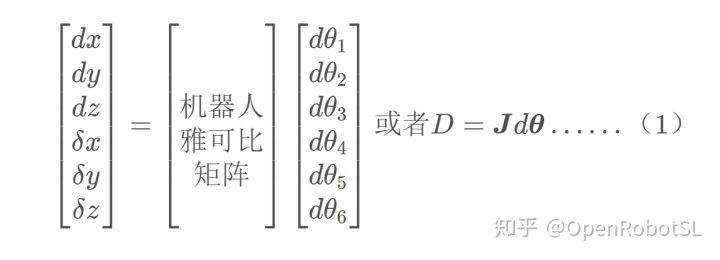 dx dθ₁
dy dθ₂
dz 机器人 dθ₃
= 雅可比 或者D = Jdθ……（1）
δx 矩阵 dθ₄
δy dθ₅
δz dθ₆
知乎 @OpenRobotSL